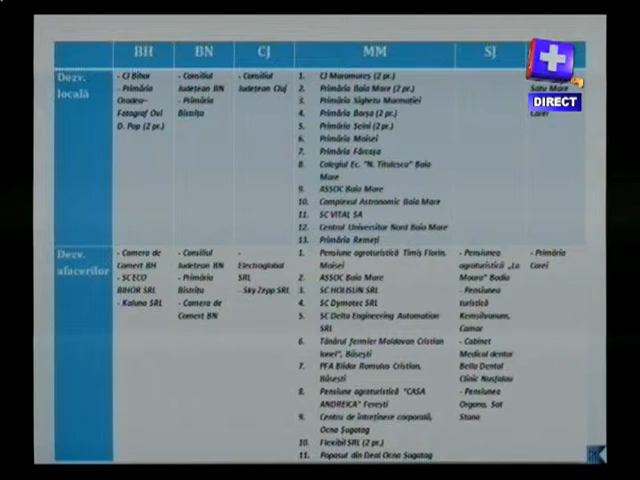 BH BN CJ MM SJ
Dezv.
locală
- CJ Bihor
- Primăria
Oradea–
Fotograf Ovi
D. Pop (2 pr.)
- Consiliul
Județean BN
- Primăria
Bistrița
- Consiliul
Județean Cluj
1. CJ Maramureș (2 pr.)
2. Primăria Baia Mare (2 pr.)
3. Primăria Sighetu Marmației
4. Primăria Borșa (2 pr.)
5. Primăria Seini (2 pr.)
6. Primăria Moisei
7. Primăria Fărcașa
8. Colegiul Ec. "N. Titulescu" Baia
Mare
9. ASSOC Baia Mare
10. Complexul Astronomic Baia Mare
11. SC VITAL SA
12. Centrul Universitar Nord Baia Mare
13. Primăria Remeți
Satu Mare
DIRECT
Dezv.
afacerilor
- Camera de
Comert BH
- SC ECO
BIHOR SRL
- Kaluna SRL
- Consiliul
Județean BN
- Primăria
Bistrița
- Camera de
Comert BN
-
Electroglobal
SRL
- Sky Zepp SRL
1. Pensiune agroturistică Timiș Florin,
Moisei
2. ASSOC Baia Mare
3. SC HOLISUN SRL
4. SC Dymotec SRL
5. SC Delta Engineering Automation
SRL
6. Tânărul fermier Moldovan Cristian
Ionel", Băsești
7. PFA Blidar Romulus Cristian,
Băsești
8. Pensiune agroturistică "CASA
ANDREICA" Ferești
9. Centru de întreținere corporală,
Ocna Șugatag
10. Flexibil SRL (2 pr.)
11. Popasul din Deal Ocna Șugatag
- Pensiunea
agroturistică „La
Moara" Bodia
- Pensiunea
turistică
Kemsilvanum,
Camar
- Cabinet
Medical dentar
Bella Dental
Clinic Nusfalau
- Pensiunea
Organa, Sat
Stana
- Primăria
Carei